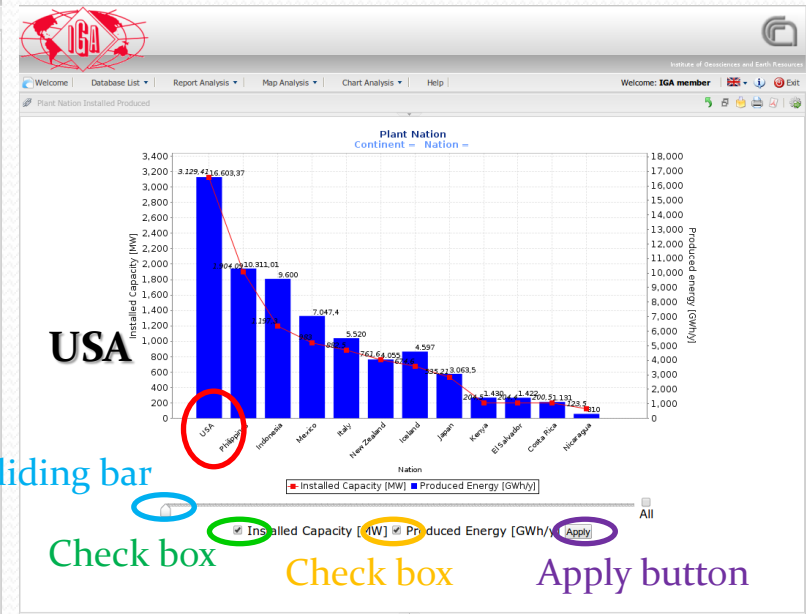 IGA
Institute of Geosciences and Earth Resources
Welcome Database List Report Analysis Map Analysis Chart Analysis Help Welcome: IGA member Exit
Plant Nation Installed Produced
Plant Nation
Continent = Nation =
3,400
3,200
3,000
2,800
2,600
2,400
2,200
2,000
1,800
1,600
1,400
1,200
1,000
800
600
400
200
0
Installed Capacity [MW]
18,000
17,000
16,000
15,000
14,000
13,000
12,000
11,000
10,000
9,000
8,000
7,000
6,000
5,000
4,000
3,000
2,000
1,000
0
Produced energy [GWh/y]
3.129,41 16.603,37
1.904,09 10.311,01
9.600
7.047,4
5.520
761,6 4.055
4.597
3.063,5
1.430
1.422
200,5 1.131
123,5 310
USA
USA
Philippines
Indonesia
Mexico
Italy
New Zealand
Iceland
Japan
Kenya
El Salvador
Costa Rica
Nicaragua
Nation
Installed Capacity [MW] Produced Energy [GWh/y]
liding bar
All
Installed Capacity [MW] Produced Energy [GWh/y] Apply
Check box
Check box
Apply button